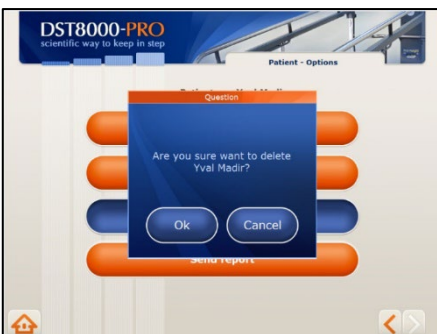 DST8000-PRO
scientific way to keep in step
Patient - Options
Question
Are you sure want to delete
Yval Madir?
Ok
Cancel
Send report